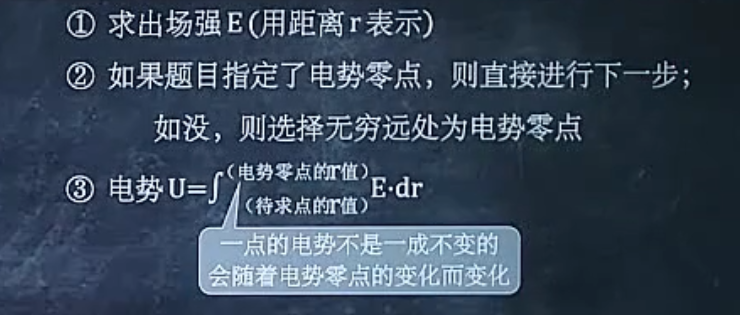 ① 求出场强E(用距离r表示)
② 如果题目指定了电势零点，则直接进行下一步；
如没，则选择无穷远处为电势零点
③ 电势U=∫(电势零点的r值)(待求点的r值)E·dr
一点的电势不是一成不变的
会随着电势零点的变化而变化